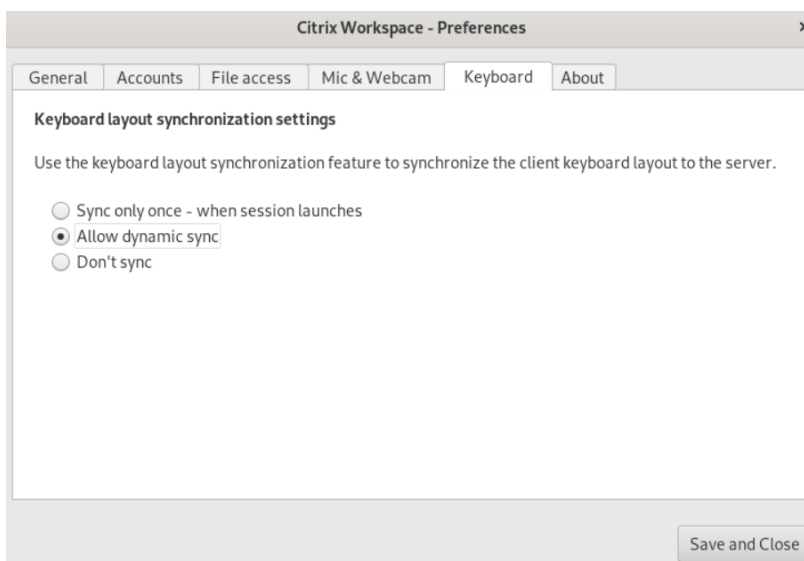 Citrix Workspace - Preferences
General Accounts File access Mic & Webcam Keyboard About
Keyboard layout synchronization settings
Use the keyboard layout synchronization feature to synchronize the client keyboard layout to the server.
Sync only once - when session launches
Allow dynamic sync
Don't sync
Save and Close